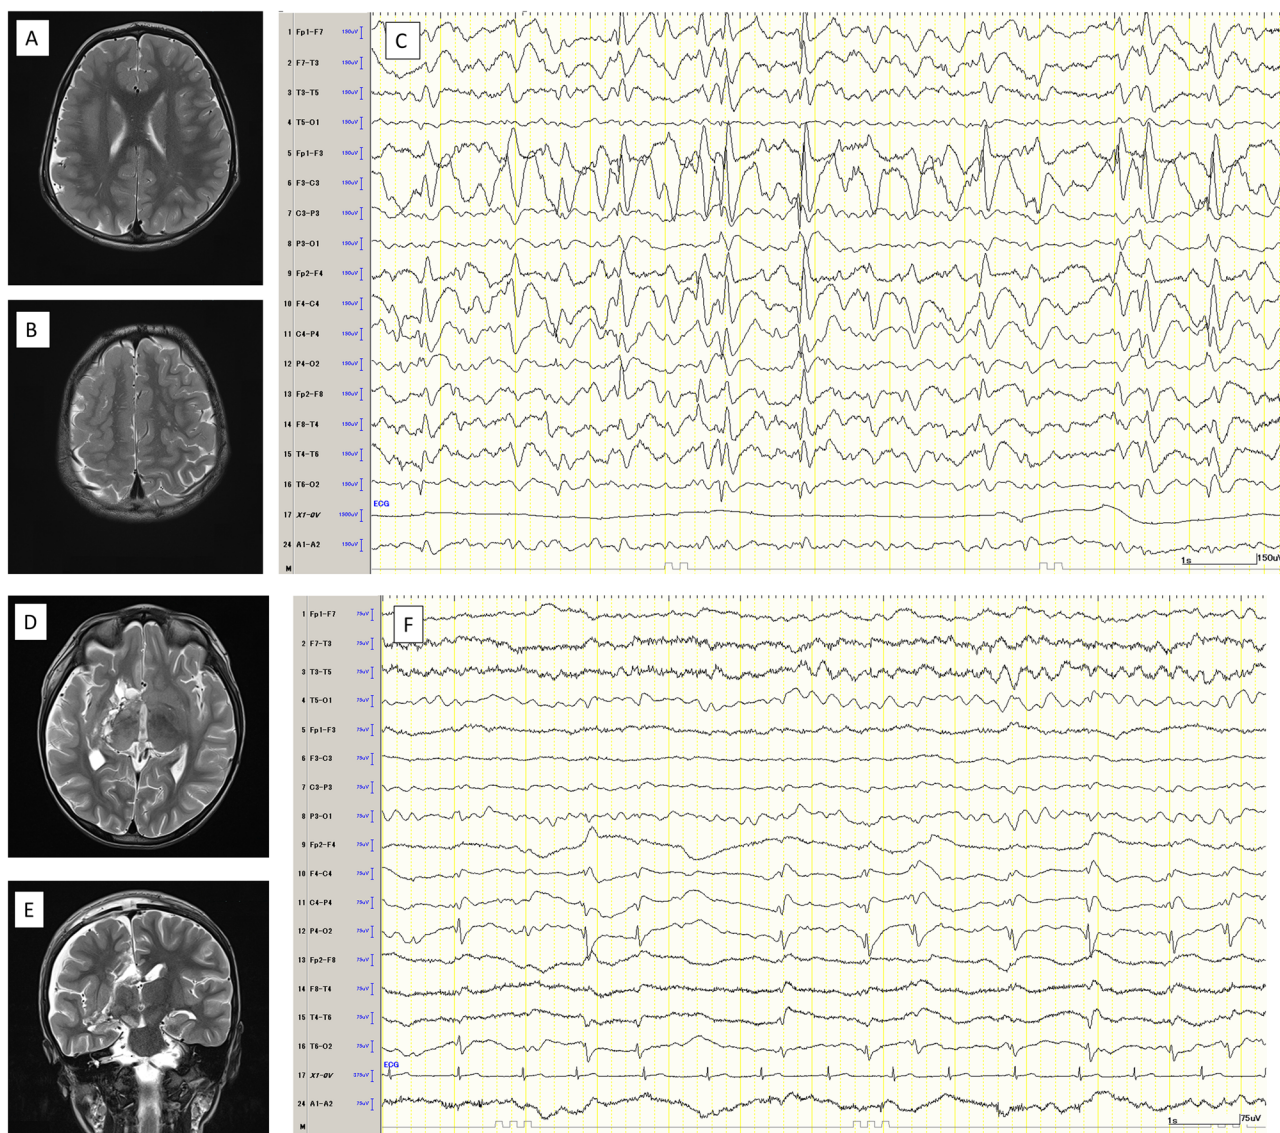 A
B
C
1 Fp1-F7 150uV
2 F7-T3 150uV
3 T3-T5 150uV
4 T5-O1 150uV
5 Fp1-F3 150uV
6 F3-C3 150uV
7 C3-P3 150uV
8 P3-O1 150uV
9 Fp2-F4 150uV
10 F4-C4 150uV
11 C4-P4 150uV
12 P4-O2 150uV
13 Fp2-F8 150uV
14 F8-T4 150uV
15 T4-T6 150uV
16 T6-O2 150uV
ECG
17 X1-0V 1500uV
24 A1-A2 150uV
M
1s 150uV
D
E
F
1 Fp1-F7 75uV
2 F7-T3 75uV
3 T3-T5 75uV
4 T5-O1 75uV
5 Fp1-F3 75uV
6 F3-C3 75uV
7 C3-P3 75uV
8 P3-O1 75uV
9 Fp2-F4 75uV
10 F4-C4 75uV
11 C4-P4 75uV
12 P4-O2 75uV
13 Fp2-F8 75uV
14 F8-T4 75uV
15 T4-T6 75uV
16 T6-O2 75uV
ECG
17 X1-0V 375uV
24 A1-A2 75uV
M
1s 75uV